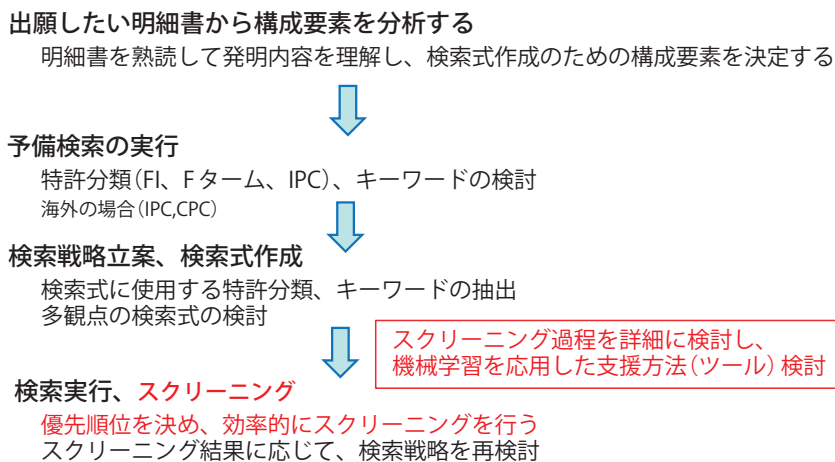 出願したい明細書から構成要素を分析する
明細書を熟読して発明内容を理解し、検索式作成のための構成要素を決定する
予備検索の実行
特許分類(FI、Fターム、IPC)、キーワードの検討
海外の場合(IPC,CPC)
検索戦略立案、検索式作成
検索式に使用する特許分類、キーワードの抽出
多観点の検索式の検討
スクリーニング過程を詳細に検討し、
機械学習を応用した支援方法(ツール)検討
検索実行、スクリーニング
優先順位を決め、効率的にスクリーニングを行う
スクリーニング結果に応じて、検索戦略を再検討